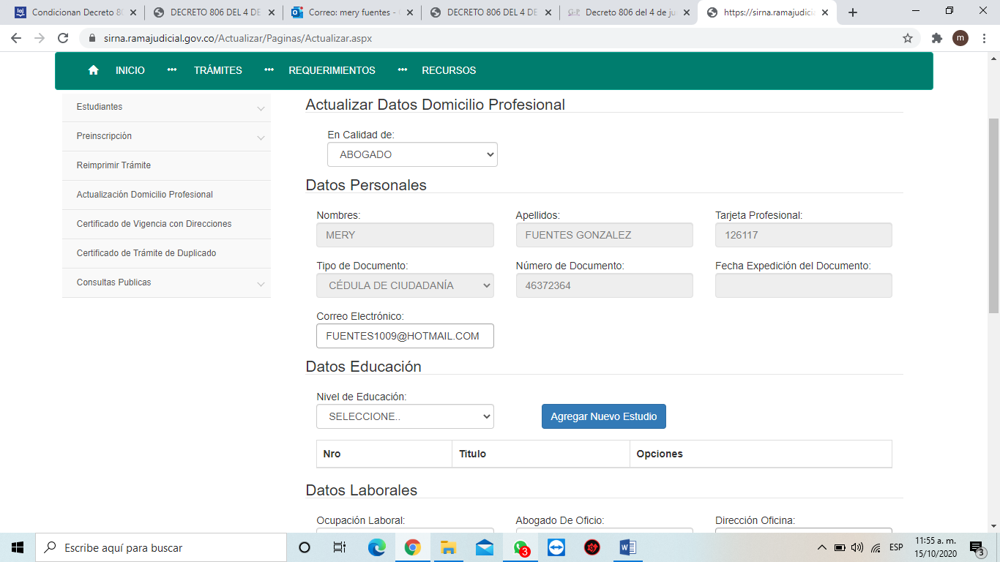 Condicionan Decreto 8
DECRETO 806 DEL 4 DE
Correo: mery fuentes -
DECRETO 806 DEL 4 DE
Decreto 806 del 4 de ju
https://sirna.ramajudicia
sirna.ramajudicial.gov.co/Actualizar/Paginas/Actualizar.aspx
m
INICIO ••• TRÁMITES ••• REQUERIMIENTOS ••• RECURSOS
Estudiantes
Preinscripción
Reimprimir Trámite
Actualización Domicilio Profesional
Certificado de Vigencia con Direcciones
Certificado de Trámite de Duplicado
Consultas Publicas
Actualizar Datos Domicilio Profesional
En Calidad de:
ABOGADO
Datos Personales
Nombres: Apellidos: Tarjeta Profesional:
MERY FUENTES GONZALEZ 126117
Tipo de Documento: Número de Documento: Fecha Expedición del Documento:
CÉDULA DE CIUDADANÍA 46372364
Correo Electrónico:
FUENTES1009@HOTMAIL.COM
Datos Educación
Nivel de Educación:
SELECCIONE.. Agregar Nuevo Estudio
Nro Titulo Opciones
Datos Laborales
Ocupación Laboral: Abogado De Oficio: Dirección Oficina:
Escribe aquí para buscar
3
ESP
11:55 a. m.
15/10/2020
3